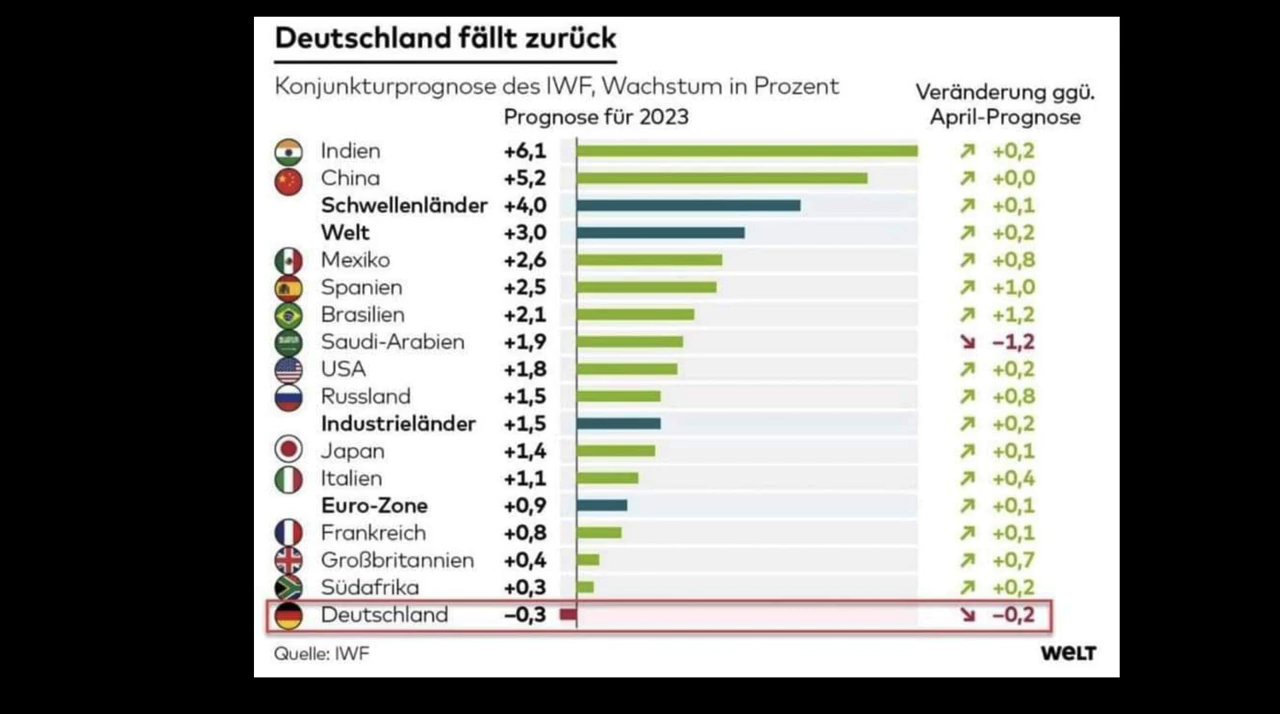 Deutschland fällt zurück
Konjunkturprognose des IWF, Wachstum in Prozent
Prognose für 2023
Veränderung ggü.
April-Prognose
Indien +6,1 +0,2
China +5,2 +0,0
Schwellenländer +4,0 +0,1
Welt +3,0 +0,2
Mexiko +2,6 +0,8
Spanien +2,5 +1,0
Brasilien +2,1 +1,2
Saudi-Arabien +1,9 –1,2
USA +1,8 +0,2
Russland +1,5 +0,8
Industrieländer +1,5 +0,2
Japan +1,4 +0,1
Italien +1,1 +0,4
Euro-Zone +0,9 +0,1
Frankreich +0,8 +0,1
Großbritannien +0,4 +0,7
Südafrika +0,3 +0,2
Deutschland –0,3 –0,2
Quelle: IWF
WELT